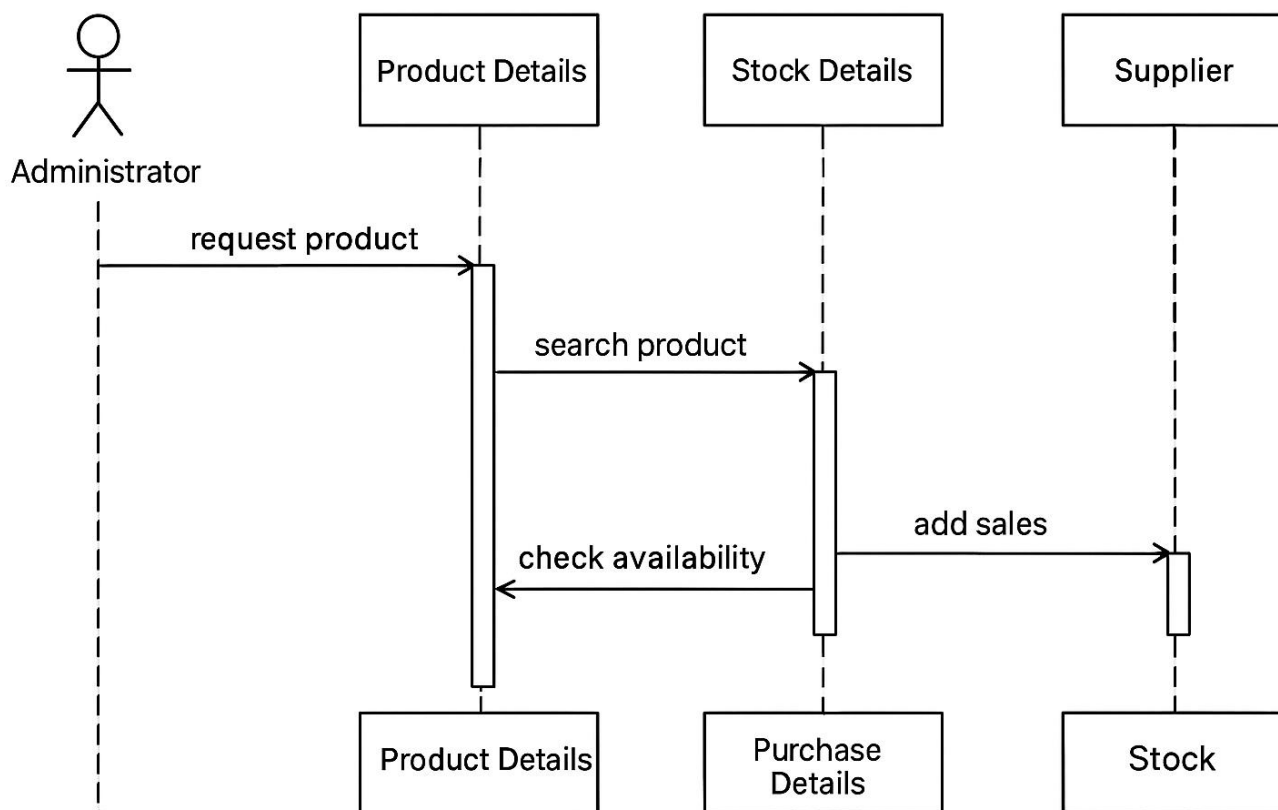 Product Details
Stock Details
Supplier
Administrator
request product
search product
add sales
check availability
Product Details
Purchase
Details
Stock